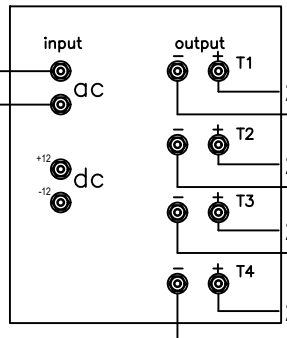 input output
− + T1
ac
− + T2
+12
dc
-12
− + T3
− + T4